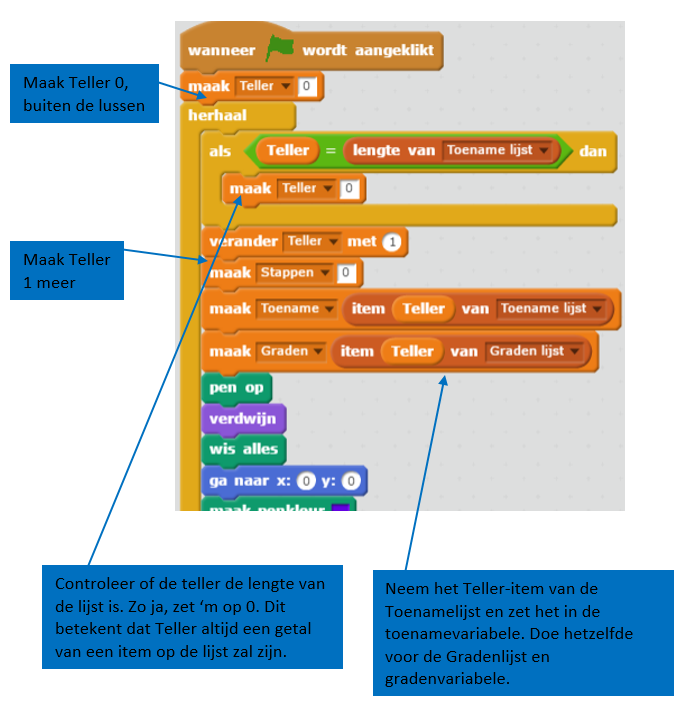 wanneer wordt aangeklikt
Maak Teller 0,
buiten de lussen
maak Teller 0
herhaal
als Teller = lengte van Toename lijst dan
maak Teller 0
verander Teller met 1
Maak Teller
1 meer
maak Stappen 0
maak Toename item Teller van Toename lijst
maak Graden item Teller van Graden lijst
pen op
verdwijn
wis alles
ga naar x: 0 y: 0
maak penkleur
Controleer of de teller de lengte van
de lijst is. Zo ja, zet ‘m op 0. Dit
betekent dat Teller altijd een getal
van een item op de lijst zal zijn.
Neem het Teller-item van de
Toenamelijst en zet het in de
toenamevariabele. Doe hetzelfde
voor de Gradenlijst en
gradenvariabele.